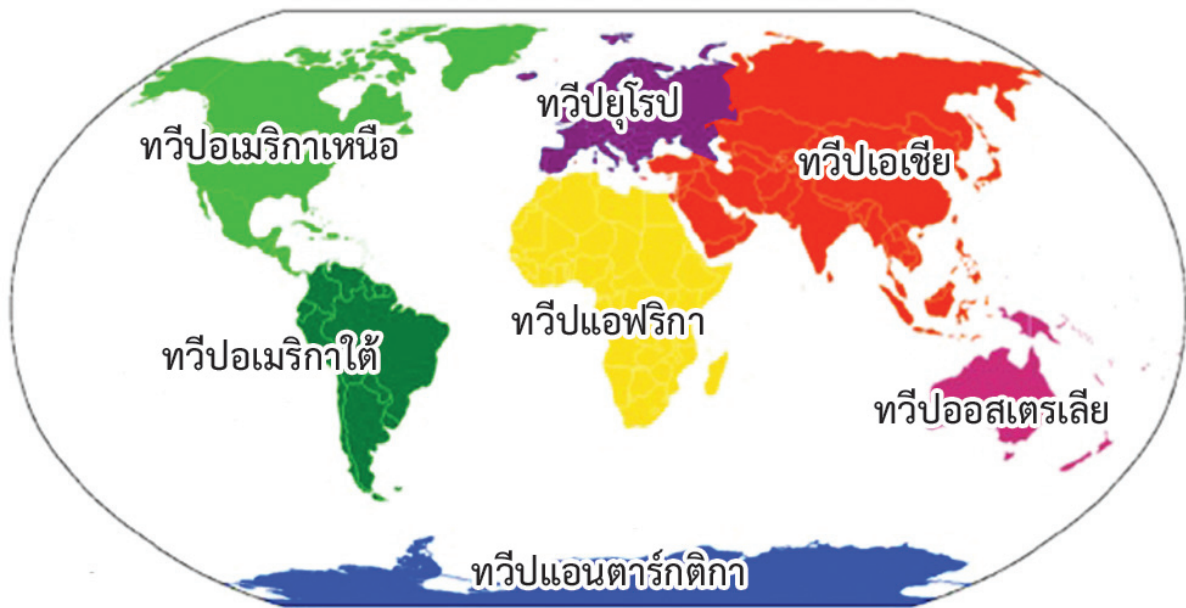 ทวีปยุโรป
ทวีปอเมริกาเหนือ
ทวีปเอเชีย
ทวีปแอฟริกา
ทวีปอเมริกาใต้
ทวีปออสเตรเลีย
ทวีปแอนตาร์กติกา